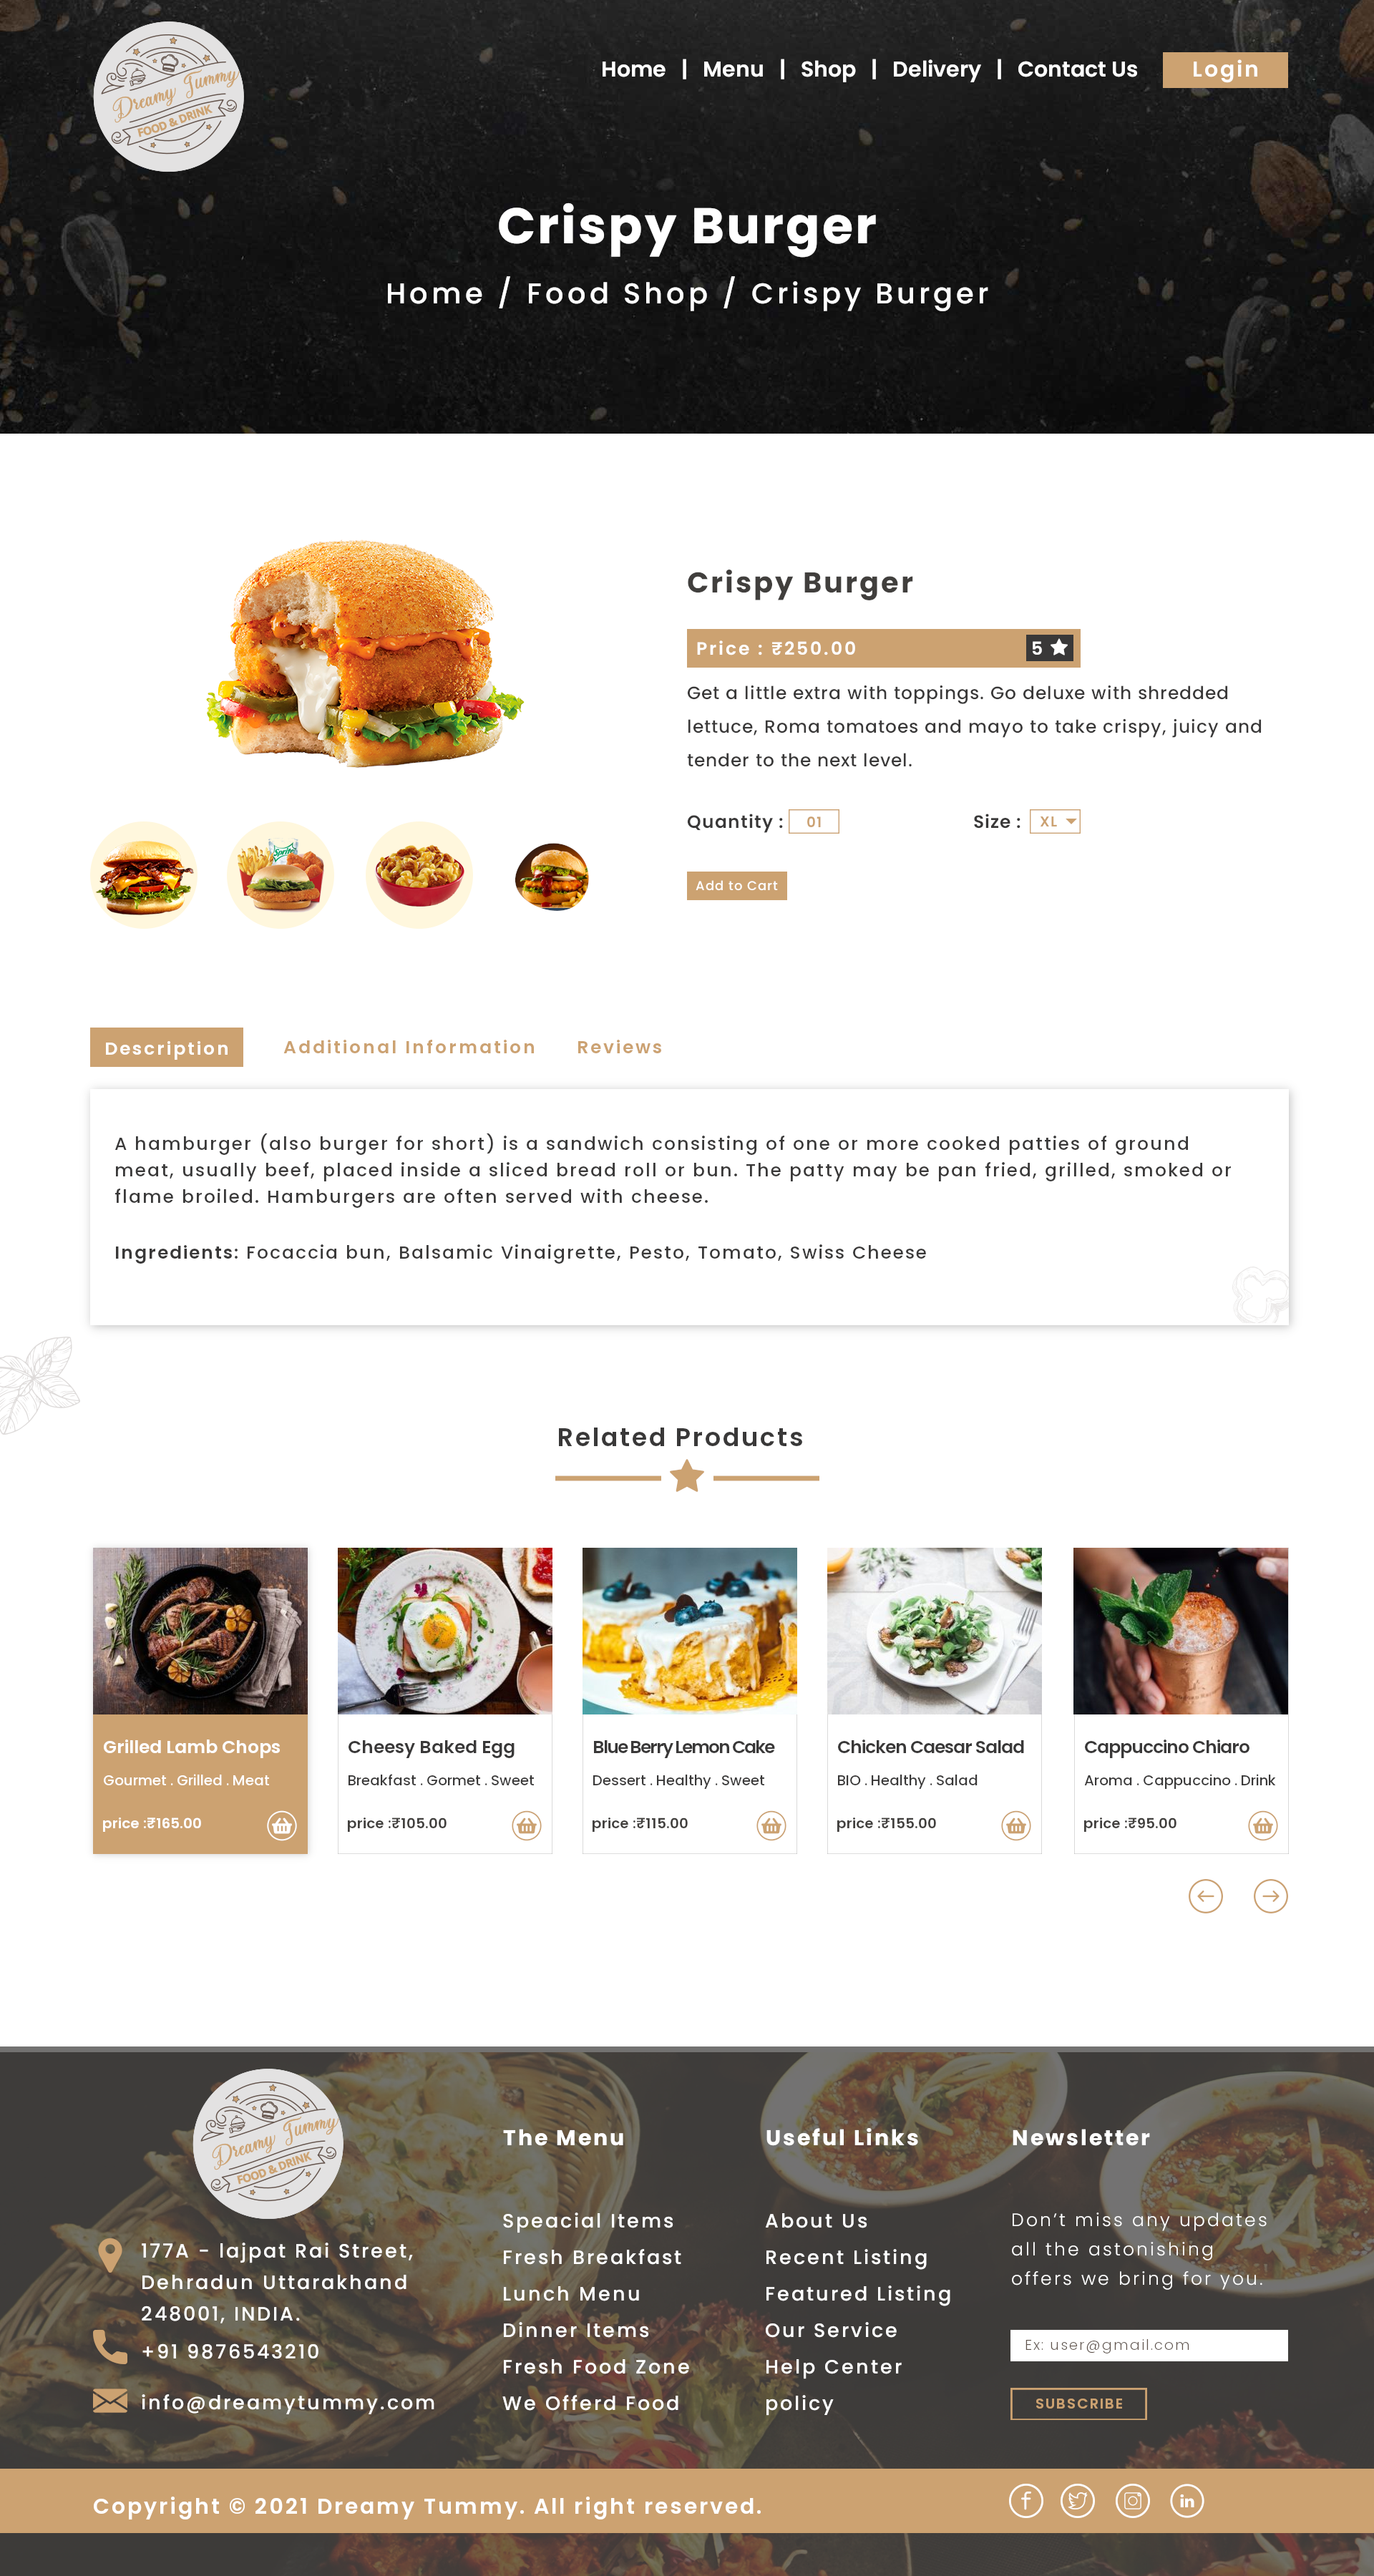 Dreamy Tummy
FOOD & DRINK
Home | Menu | Shop | Delivery | Contact Us
Login
Crispy Burger
Home / Food Shop / Crispy Burger
Crispy Burger
Price : ₹250.00
5
Get a little extra with toppings. Go deluxe with shredded
lettuce, Roma tomatoes and mayo to take crispy, juicy and
tender to the next level.
Quantity : 01
Size : XL
Sprite
Add to Cart
Description
Additional Information
Reviews
A hamburger (also burger for short) is a sandwich consisting of one or more cooked patties of ground
meat, usually beef, placed inside a sliced bread roll or bun. The patty may be pan fried, grilled, smoked or
flame broiled. Hamburgers are often served with cheese.
Ingredients: Focaccia bun, Balsamic Vinaigrette, Pesto, Tomato, Swiss Cheese
Related Products
Grilled Lamb Chops
Gourmet . Grilled . Meat
price :₹165.00
Cheesy Baked Egg
Breakfast . Gormet . Sweet
price :₹105.00
Blue Berry Lemon Cake
Dessert . Healthy . Sweet
price :₹115.00
Chicken Caesar Salad
BIO . Healthy . Salad
price :₹155.00
Cappuccino Chiaro
Aroma . Cappuccino . Drink
price :₹95.00
Dreamy Tummy
FOOD & DRINK
177A - lajpat Rai Street,
Dehradun Uttarakhand
248001, INDIA.
+91 9876543210
info@dreamytummy.com
The Menu
Speacial Items
Fresh Breakfast
Lunch Menu
Dinner Items
Fresh Food Zone
We Offerd Food
Useful Links
About Us
Recent Listing
Featured Listing
Our Service
Help Center
policy
Newsletter
Don’t miss any updates
all the astonishing
offers we bring for you.
Ex: user@gmail.com
SUBSCRIBE
Copyright © 2021 Dreamy Tummy. All right reserved.
f
in